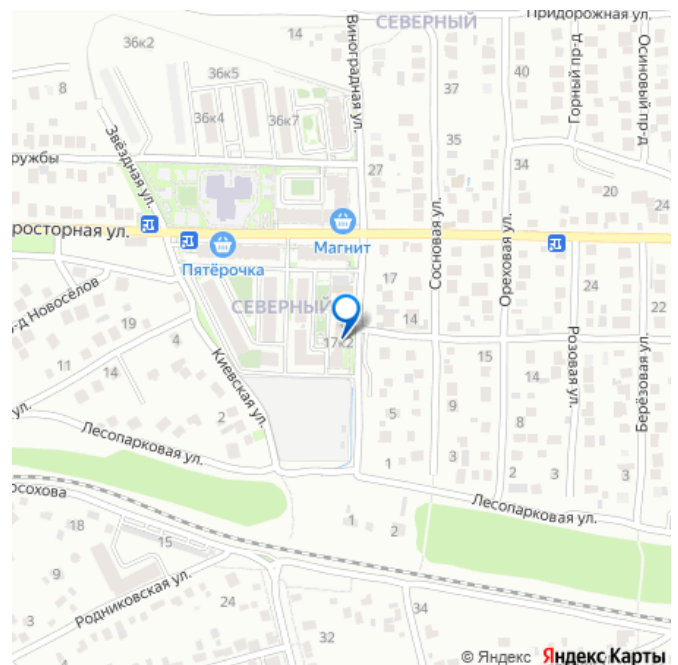 СЕВЕРНЫЙ
Придорожная ул.
36к2
14
Виноградная ул.
Горный пр-д
Осиновый пр-д
36к5
8
40
37
36к4
36к7
35
Звёздная ул.
ружбы
27
34
20
24
росторная ул.
Магнит
Пятёрочка
Сосновая ул.
Ореховая ул.
17
24
22
р-д Новосёлов
СЕВЕРНЫЙ
14
19
4
17к2
15
Розовая ул.
Берёзовая ул.
11
14
Киевская ул.
2
5
9
8
ул.
Лесопарковая ул.
1
3
2
3
3
осохова
Лесопарковая ул.
18
1
2
15
9
Родниковская ул.
24
34
3
32
© Яндекс Яндекс Карты